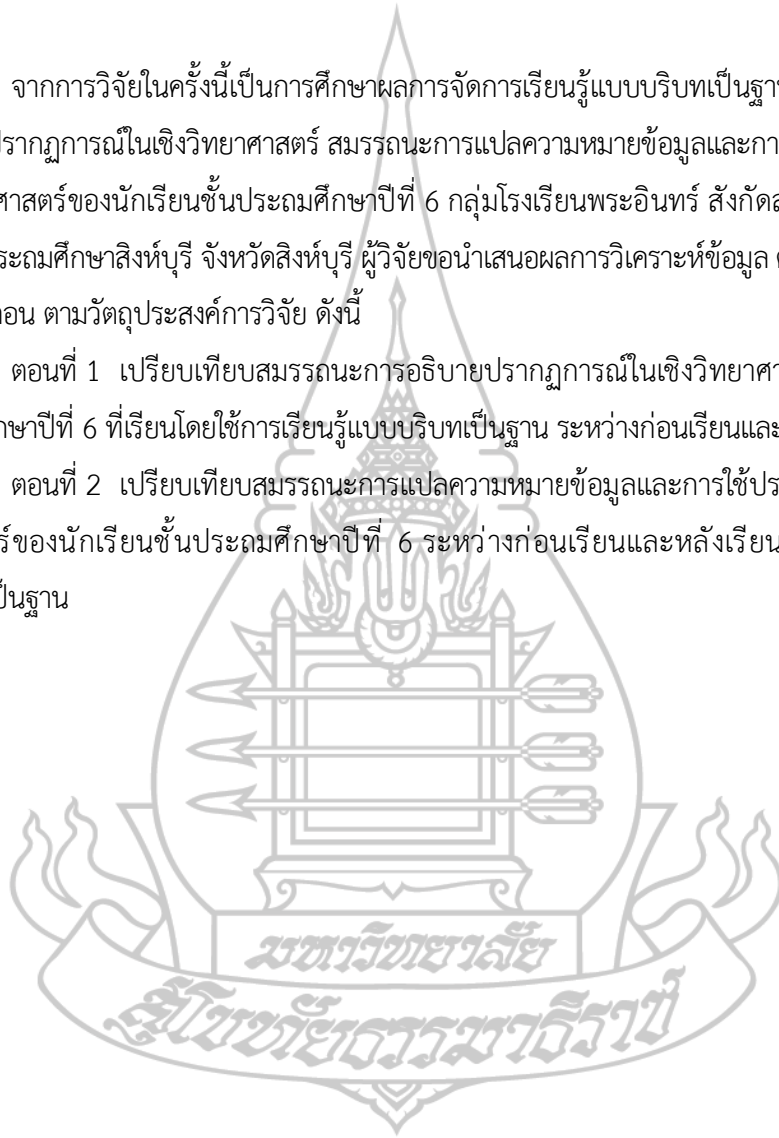 จากการวิจัยในครั้งนี้เป็นการศึกษาผลการจัดการเรียนรู้แบบบริบทเป็นฐาน
ปรากฏการณ์ในเชิงวิทยาศาสตร์ สมรรถนะการแปลความหมายข้อมูลและกา
ศาสตร์ของนักเรียนชั้นประถมศึกษาปีที่ 6 กลุ่มโรงเรียนพระอินทร์ สังกัดส
ระถมศึกษาสิงห์บุรี จังหวัดสิงห์บุรี ผู้วิจัยขอนำเสนอผลการวิเคราะห์ข้อมูล
อน ตามวัตถุประสงค์การวิจัย ดังนี้
ตอนที่ 1 เปรียบเทียบสมรรถนะการอธิบายปรากฏการณ์ในเชิงวิทยาศา
กษาปีที่ 6 ที่เรียนโดยใช้การเรียนรู้แบบบริบทเป็นฐาน ระหว่างก่อนเรียนและ
ตอนที่ 2 เปรียบเทียบสมรรถนะการแปลความหมายข้อมูลและการใช้ประ
ร์ของนักเรียนชั้นประถมศึกษาปีที่ 6 ระหว่างก่อนเรียนและหลังเรียน
ป็นฐาน
มหาวิทยาลัย
สุโขทัยธรรมาธิราช